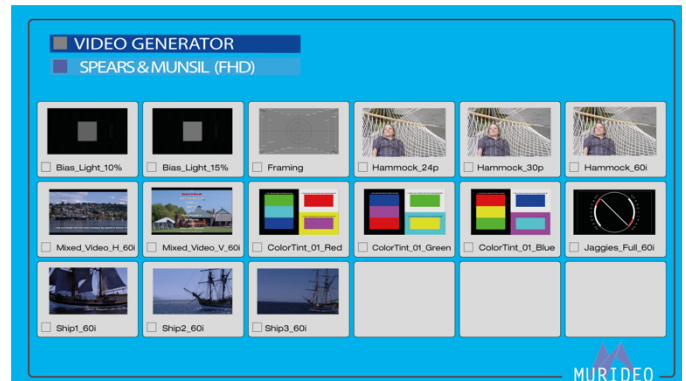 VIDEO GENERATOR
SPEARS & MUNSIL (FHD)
Bias_Light_10%
Bias_Light_15%
Framing
Hammock_24p
Hammock_30p
Hammock_60i
Mixed_Video_H_60i
Mixed_Video_V_60i
ColorTint_01_Red
ColorTint_01_Green
ColorTint_01_Blue
Jaggies_Full_60i
Ship1_60i
Ship2_60i
Ship3_60i
MURIDEO